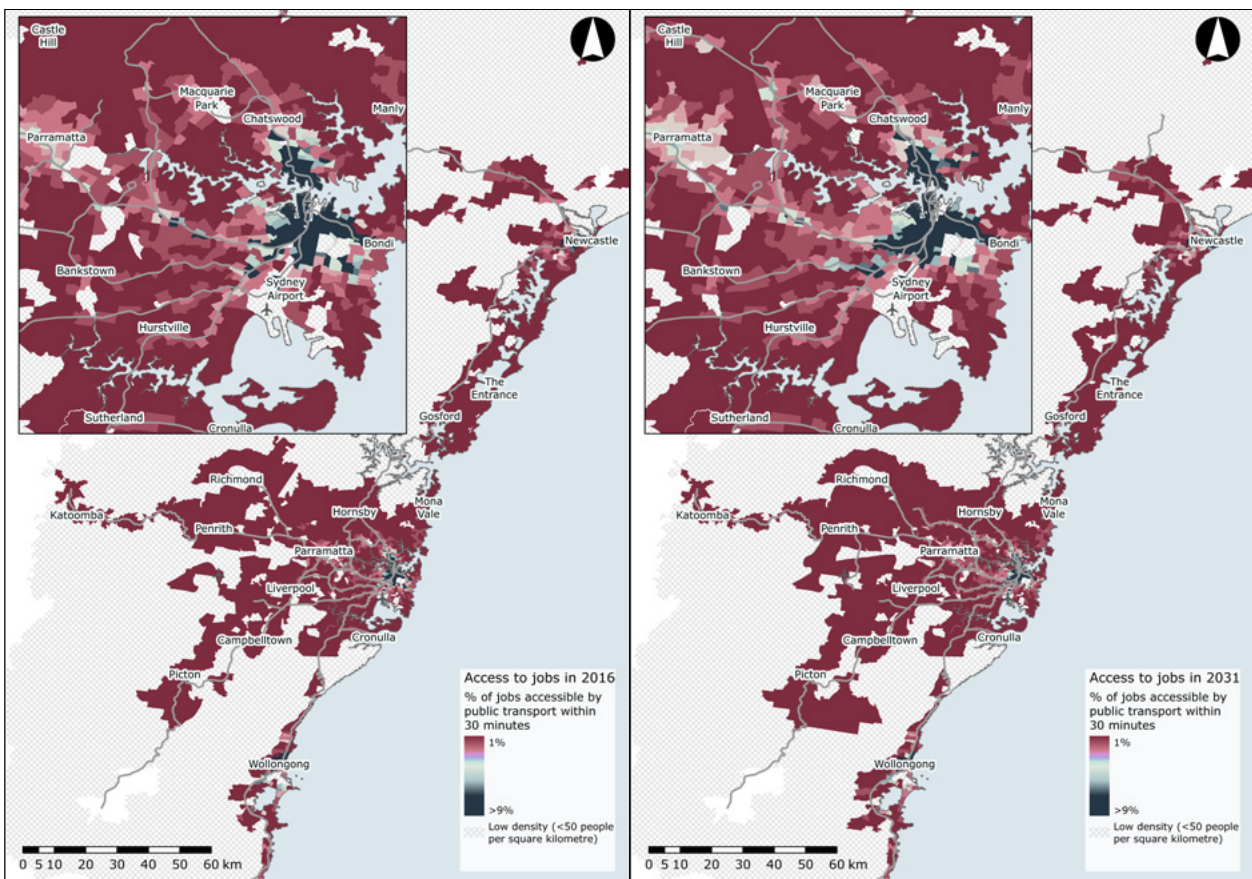 Castle
Hill
Macquarie
Park
Manly
Chatswood
Parramatta
Bondi
Bankstown
Sydney
Airport
Hurstville
Sutherland
Cronulla
Newcastle
The
Entrance
Gosford
Richmond
Mona
Vale
Hornsby
Katoomba
Penrith
Parramatta
Liverpool
Campbelltown
Cronulla
Picton
Wollongong
Access to jobs in 2016
% of jobs accessible by
public transport within
30 minutes
1%
>9%
Low density (<50 people
per square kilometre)
0 5 10 20 30 40 50 60 km
Castle
Hill
Macquarie
Park
Manly
Chatswood
Parramatta
Bondi
Bankstown
Sydney
Airport
Hurstville
Sutherland
Cronulla
Newcastle
The
Entrance
Gosford
Richmond
Mona
Vale
Hornsby
Katoomba
Penrith
Parramatta
Liverpool
Campbelltown
Cronulla
Picton
Wollongong
Access to jobs in 2031
% of jobs accessible by
public transport within
30 minutes
1%
>9%
Low density (<50 people
per square kilometre)
0 5 10 20 30 40 50 60 km